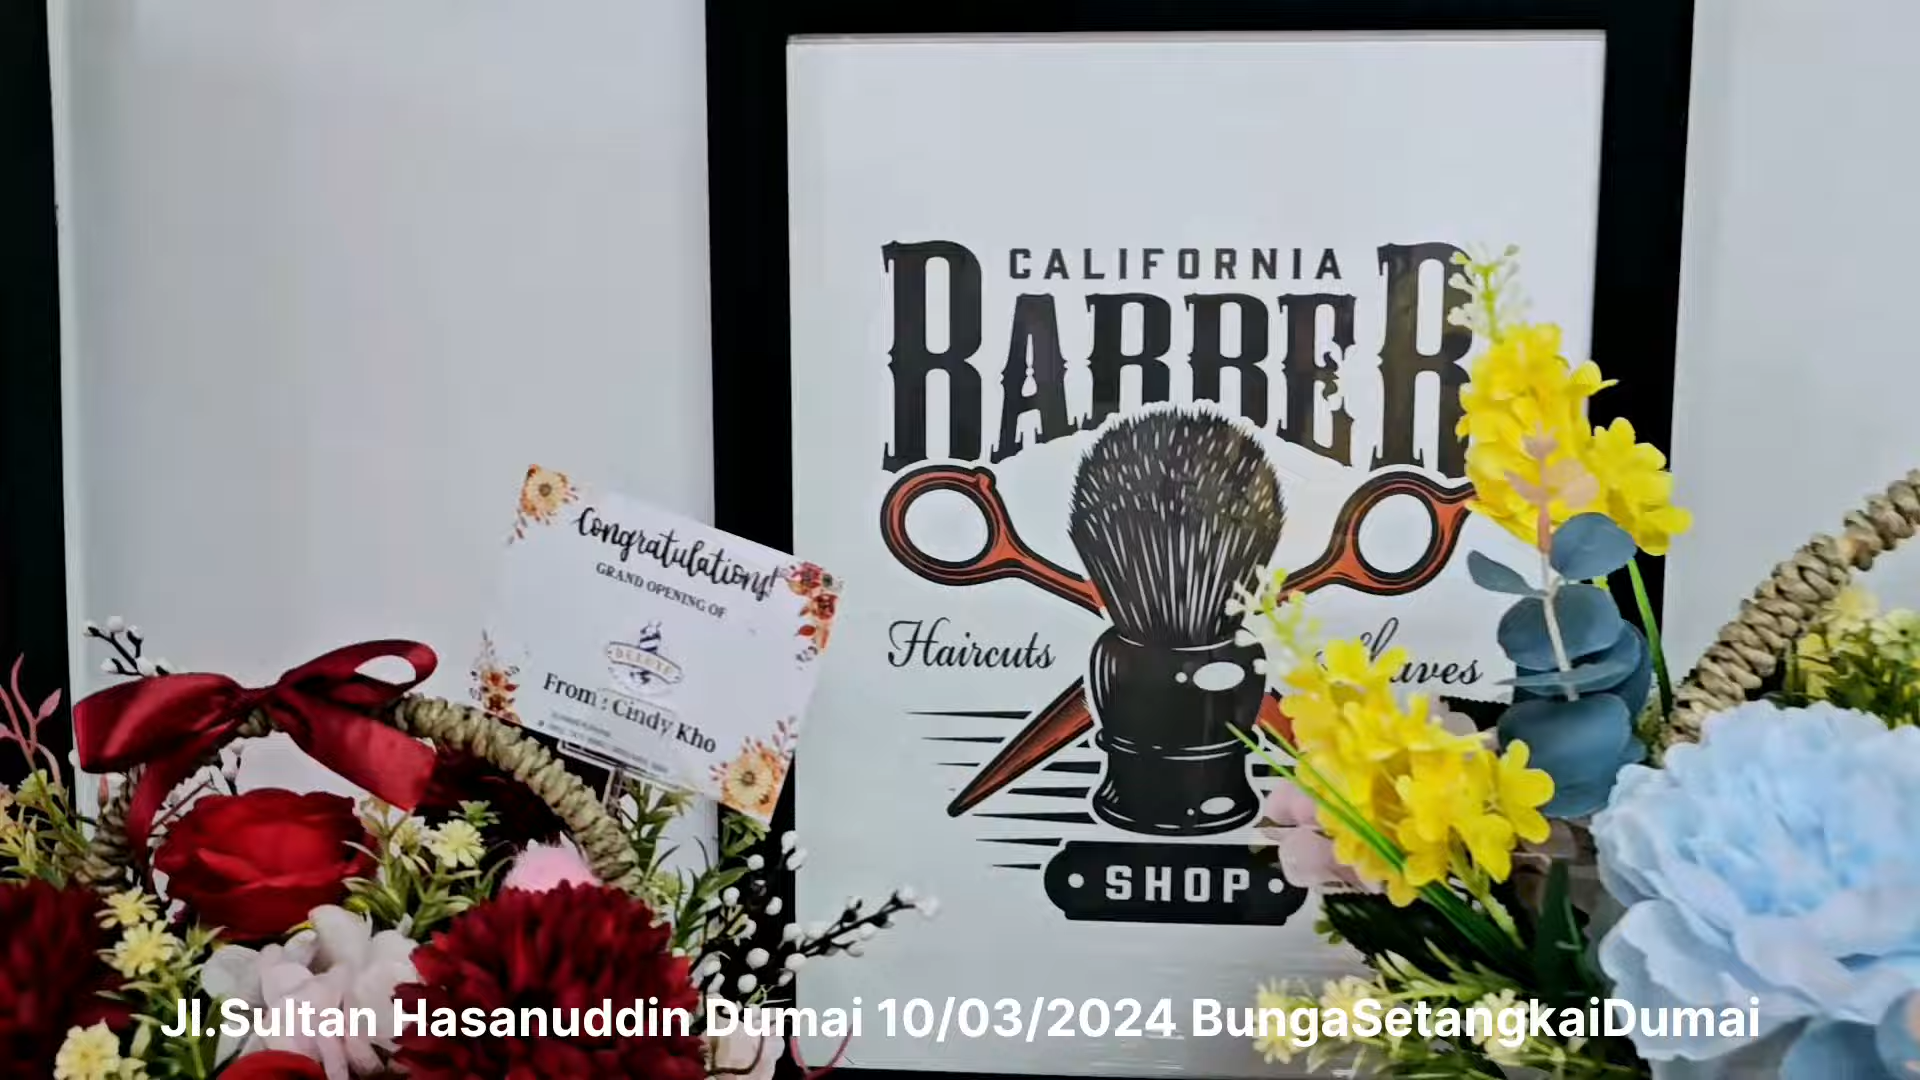 CALIFORNIA
BARBER
Haircuts
SHOP
Congratulations!
GRAND OPENING OF
DELUXE
From : Cindy Kho
Jl.Sultan Hasanuddin Dumai 10/03/2024 BungaSetangkaiDumai